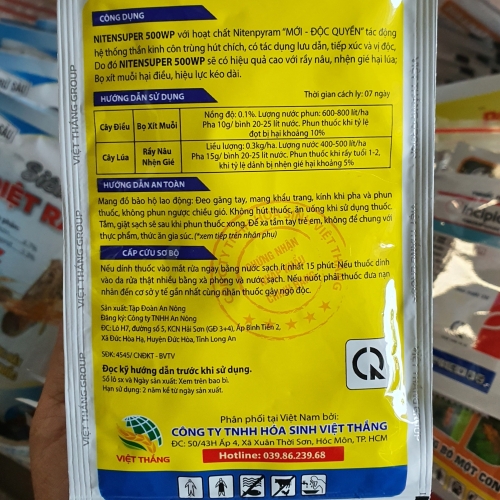 CÔNG DỤNG
NITENSUPER 500WP với hoạt chất Nitenpyram "MỚI - ĐỘC QUYỀN" tác động
hệ thống thần kinh côn trùng hút chích, có tác dụng lưu dẫn, tiếp xúc và vị độc.
Do đó NITENSUPER 500WP sẽ có hiệu quả cao với rầy nâu, nhện gié hại lúa;
Bọ xít muỗi hại điều, hiệu lực kéo dài.
HƯỚNG DẪN SỬ DỤNG
Thời gian cách ly: 07 ngày
Cây Điều
Bọ Xít Muỗi
Nồng độ: 0.1%. Lượng nước phun: 600-800 lít/ha
Pha 10g/ bình 20-25 lít nước. Phun thuốc khi tỷ lệ
đọt bị hại khoảng 10%
Cây Lúa
Rầy Nâu
Nhện Gié
Liều lượng: 0.3kg/ha. Lượng nước 400-500 lít/ha
Pha 15g/ bình 20-25 lít nước. Phun thuốc khi rầy tuổi 1-2,
khi tỷ lệ dảnh bị nhện hại khoảng 5%
HƯỚNG DẪN AN TOÀN
Mang đồ bảo hộ lao động: Đeo găng tay, mang khẩu trang, kính khi pha và phun
thuốc, không phun ngược chiều gió. Không hút thuốc, ăn uống khi sử dụng thuốc.
Tắm, giặt sạch sẽ sau khi phun thuốc xong. Để xa tầm tay trẻ em, không để chung với
thực phẩm, thức ăn gia súc. (*xem tiếp trên nhãn phụ)
CẤP CỨU SƠ BỘ
Nếu dính thuốc vào mắt rửa ngay bằng nước sạch ít nhất 15 phút. Nếu thuốc dính
vào da rửa thật nhiều bằng xà phòng và nước sạch. Nếu nuốt phải thuốc đưa nạn
nhân đến cơ sở y tế gần nhất cùng nhãn thuốc gây ngộ độc.
Sản xuất: Tập Đoàn An Nông
Đăng ký: Công ty TNHH An Nông
ĐC: Lô H7, đường số 5, KCN Hải Sơn (GĐ 3+4), Ấp Bình Tiền 2,
Xã Đức Hòa Hạ, Huyện Đức Hòa, Tỉnh Long An
SĐK: 4545/ CNĐKT - BVTV
Đọc kỹ hướng dẫn trước khi sử dụng.
Số lô sx và Ngày sản xuất: Xem trên bao bì.
Hạn sử dụng: 2 năm kể từ ngày sản xuất.
Phân phối tại Việt Nam bởi:
CÔNG TY TNHH HÓA SINH VIỆT THẮNG
ĐC: 50/43H Ấp 4, Xã Xuân Thới Sơn, Hóc Môn, TP. HCM
Hotline: 039.86.239.68
VIỆT THẮNG
VIỆT THẮNG GROUP
VIỆT THẮNG GROUP
VIỆT THẮNG GROUP